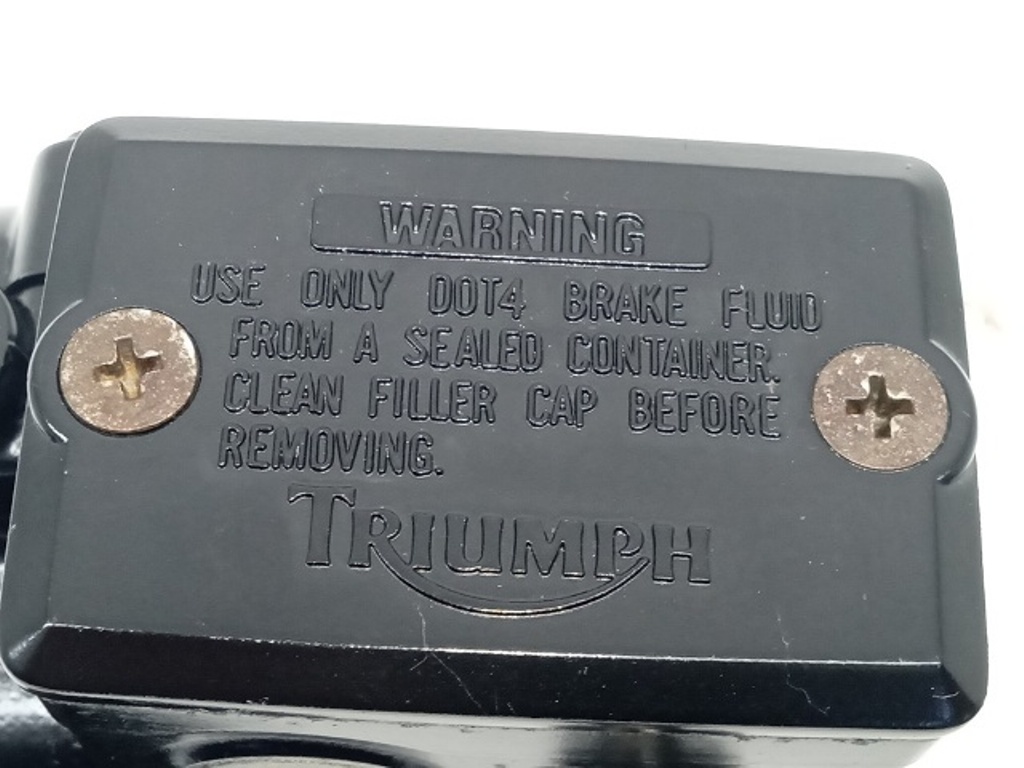 WARNING
USE ONLY DOT4 BRAKE FLUID
FROM A SEALED CONTAINER.
CLEAN FILLER CAP BEFORE
REMOVING.
TRIUMPH